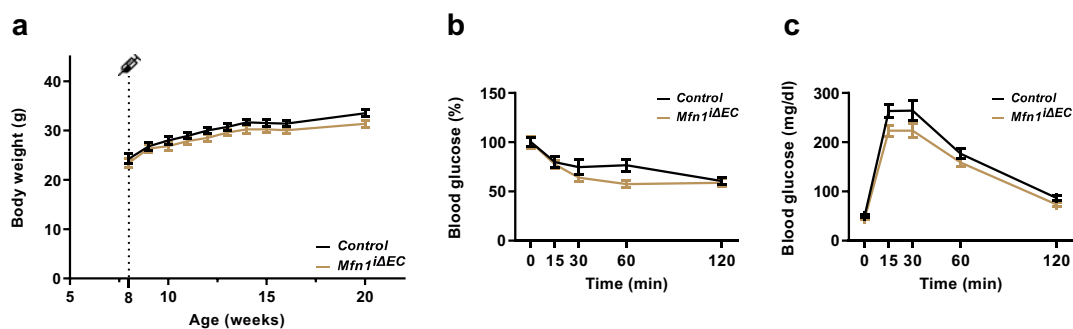 a
Body weight (g)
40
30
20
10
0
5
8
10
15
20
Age (weeks)
Control
Mfn1iΔEC
b
Blood glucose (%)
150
100
50
0
0
15
30
60
120
Time (min)
Control
Mfn1iΔEC
c
Blood glucose (mg/dl)
300
200
100
0
0
15
30
60
120
Time (min)
Control
Mfn1iΔEC